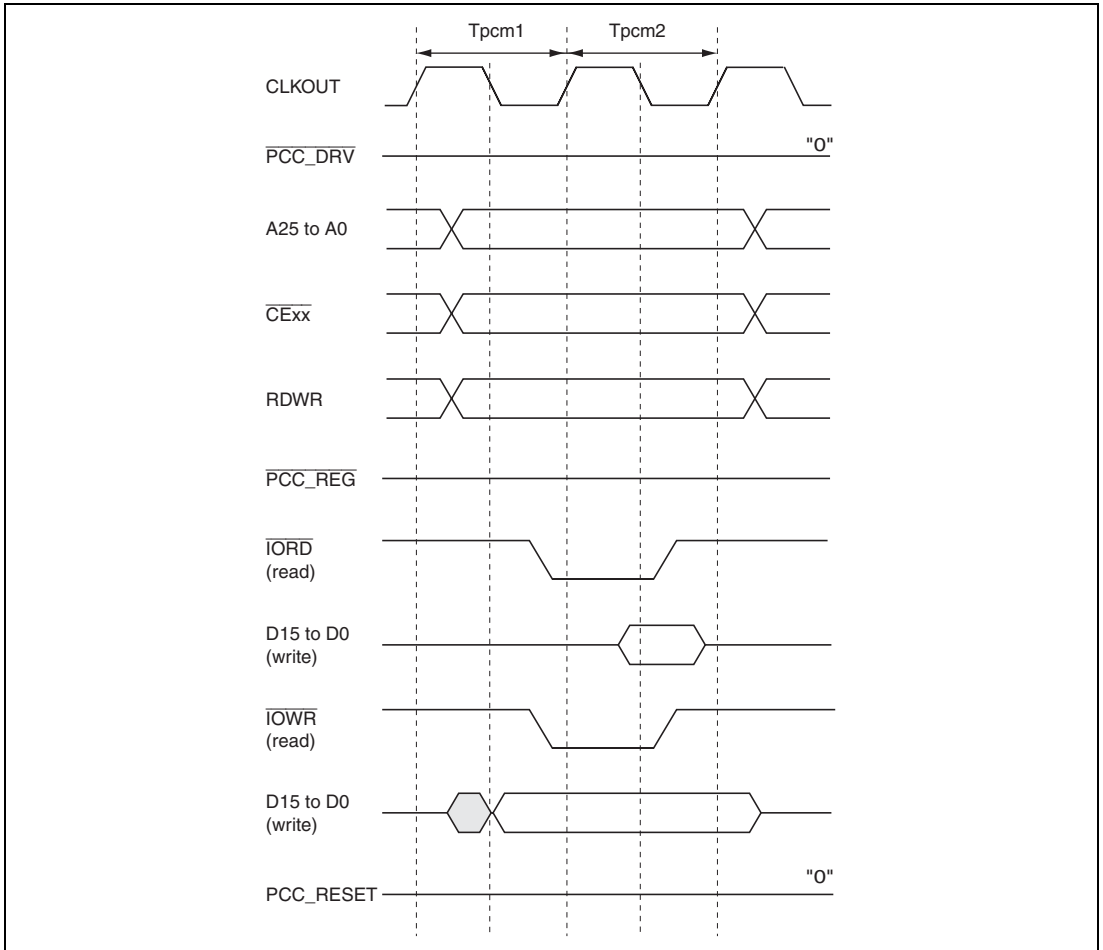 Tpcm1 Tpcm2
CLKOUT
"0"
PCC_DRV
A25 to A0
CExx
RDWR
PCC_REG
IORD
(read)
D15 to D0
(write)
IOWR
(read)
D15 to D0
(write)
"0"
PCC_RESET